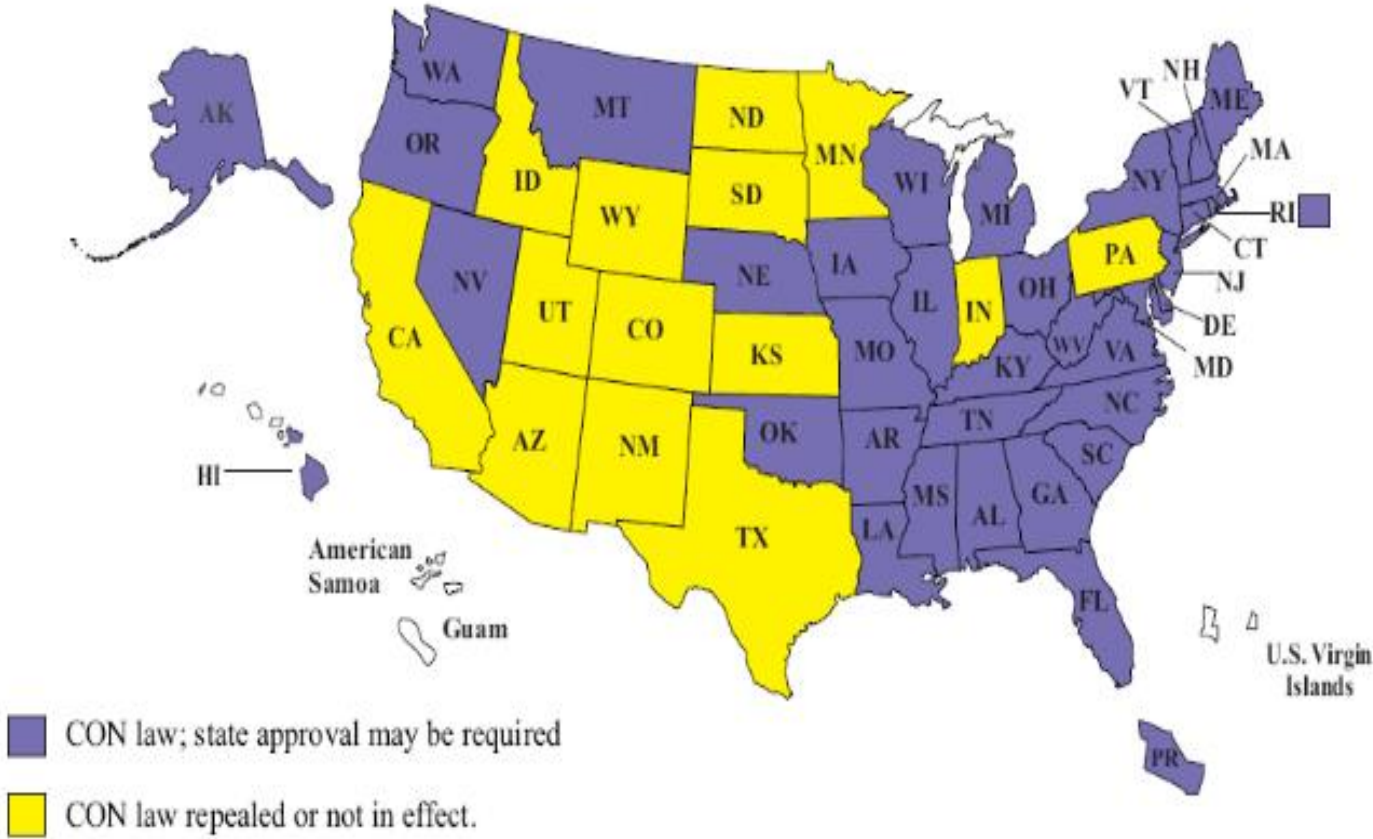 NH
VT
ME
WA
MT
ND
AK
MN
OR
MA
ID
SD
WI
NY
WY
MI
RI
CT
PA
NE
IA
NV
OH
NJ
IL
IN
UT
CO
DE
CA
KS
MO
WV
VA
KY
MD
NC
TN
OK
AR
AZ
NM
SC
HI
MS
AL
GA
LA
TX
American
Samoa
FL
Guam
U.S. Virgin
Islands
PR
CON law; state approval may be required
CON law repealed or not in effect.